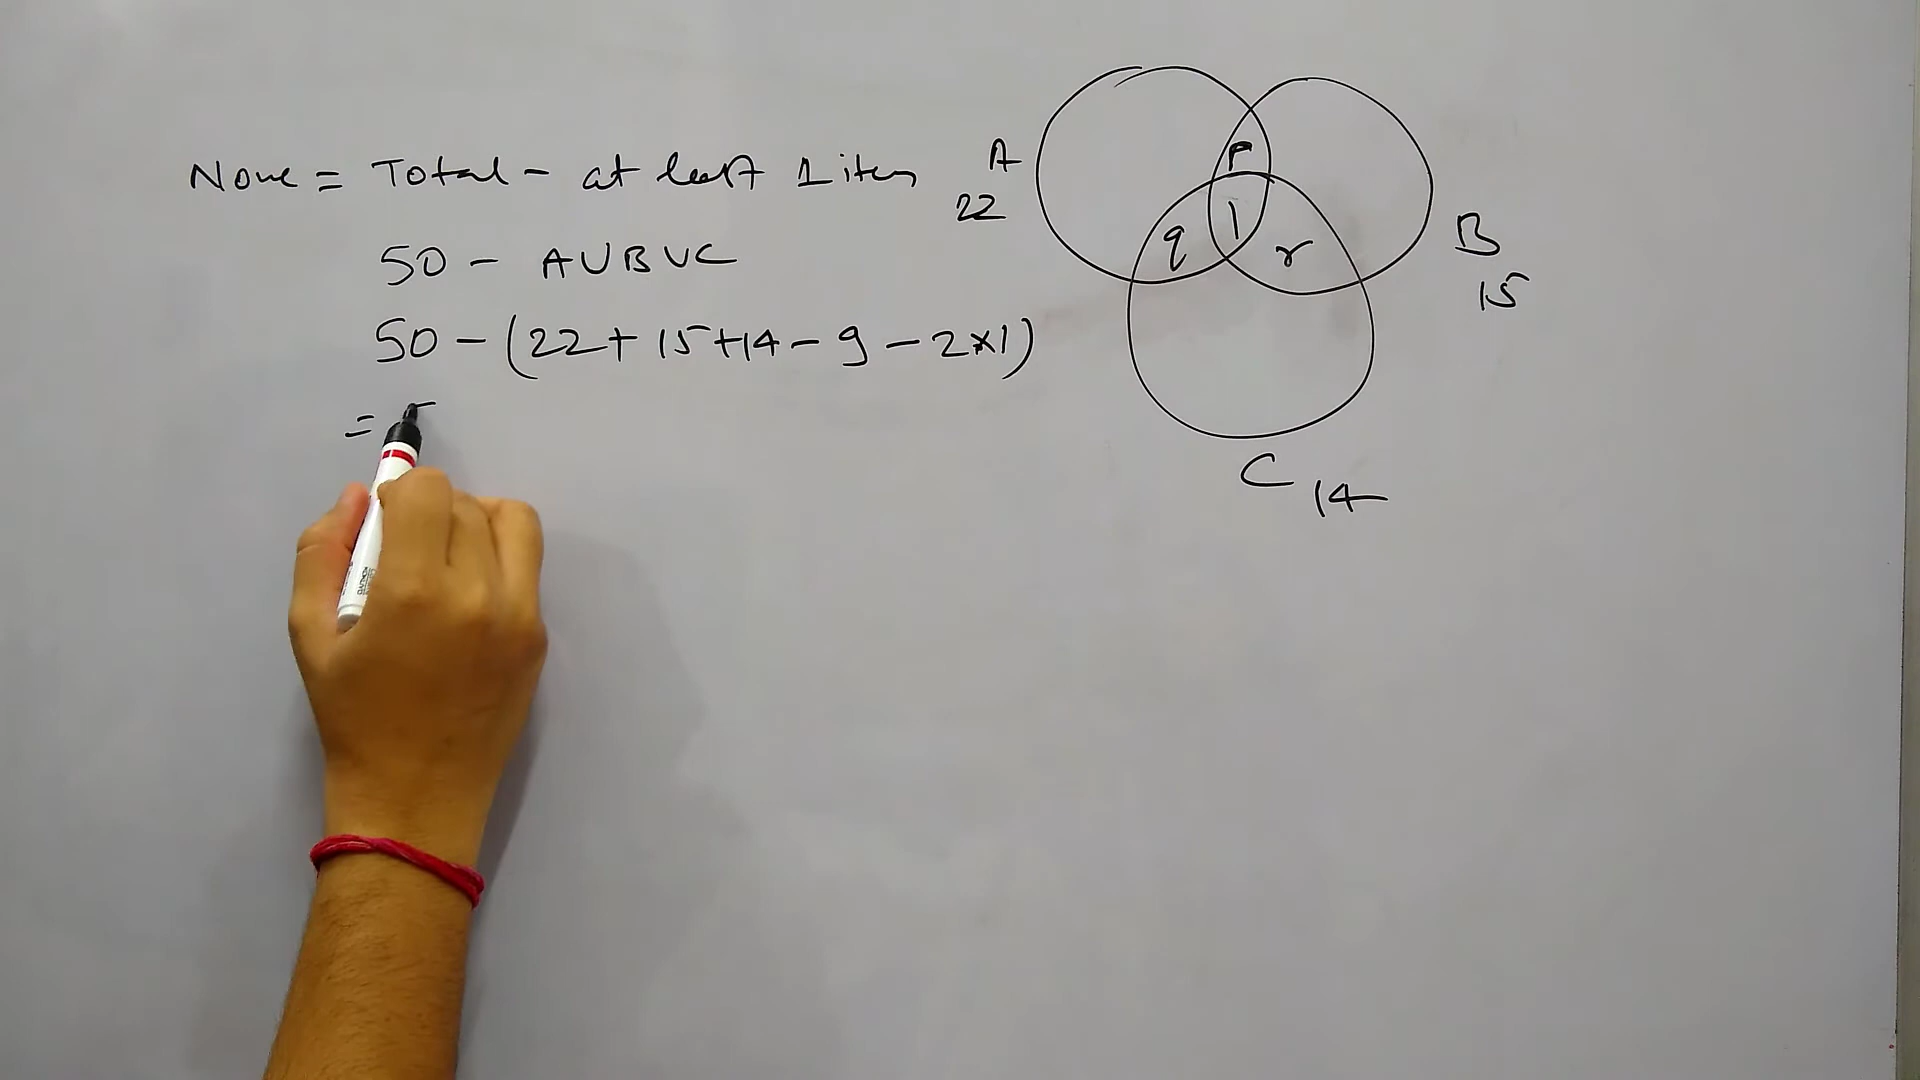 None = Total - at least 1 item
50 - AUBUC
50 - (22 + 15 + 14 - 9 - 2×1)
=
A
22
P
q
1
r
B
15
C
14